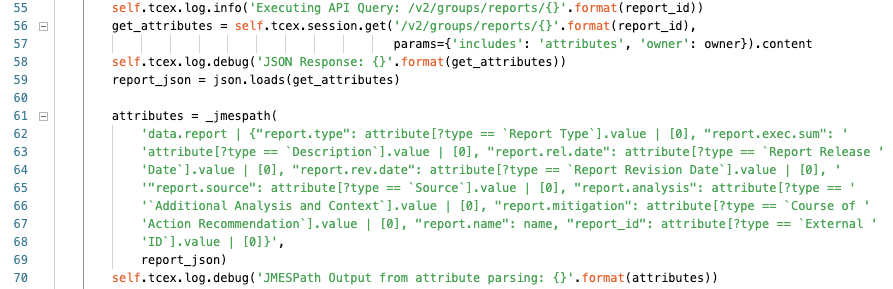 55 self.tcex.log.info('Executing API Query: /v2/groups/reports/{}'.format(report_id))
56 get_attributes = self.tcex.session.get('/v2/groups/reports/{}'.format(report_id),
57 params={'includes': 'attributes', 'owner': owner}).content
58 self.tcex.log.debug('JSON Response: {}'.format(get_attributes))
59 report_json = json.loads(get_attributes)
60
61 attributes = _jmespath(
62 'data.report | {"report.type": attribute[?type == `Report Type`].value | [0], "report.exec.sum": '
63 'attribute[?type == `Description`].value | [0], "report.rel.date": attribute[?type == `Report Release '
64 'Date`].value | [0], "report.rev.date": attribute[?type == `Report Revision Date`].value | [0], '
65 '"report.source": attribute[?type == `Source`].value | [0], "report.analysis": attribute[?type == '
66 '`Additional Analysis and Context`].value | [0], "report.mitigation": attribute[?type == `Course of '
67 'Action Recommendation`].value | [0], "report.name": name, "report_id": attribute[?type == `External '
68 'ID`].value | [0]}',
69 report_json)
70 self.tcex.log.debug('JMESPath Output from attribute parsing: {}'.format(attributes))